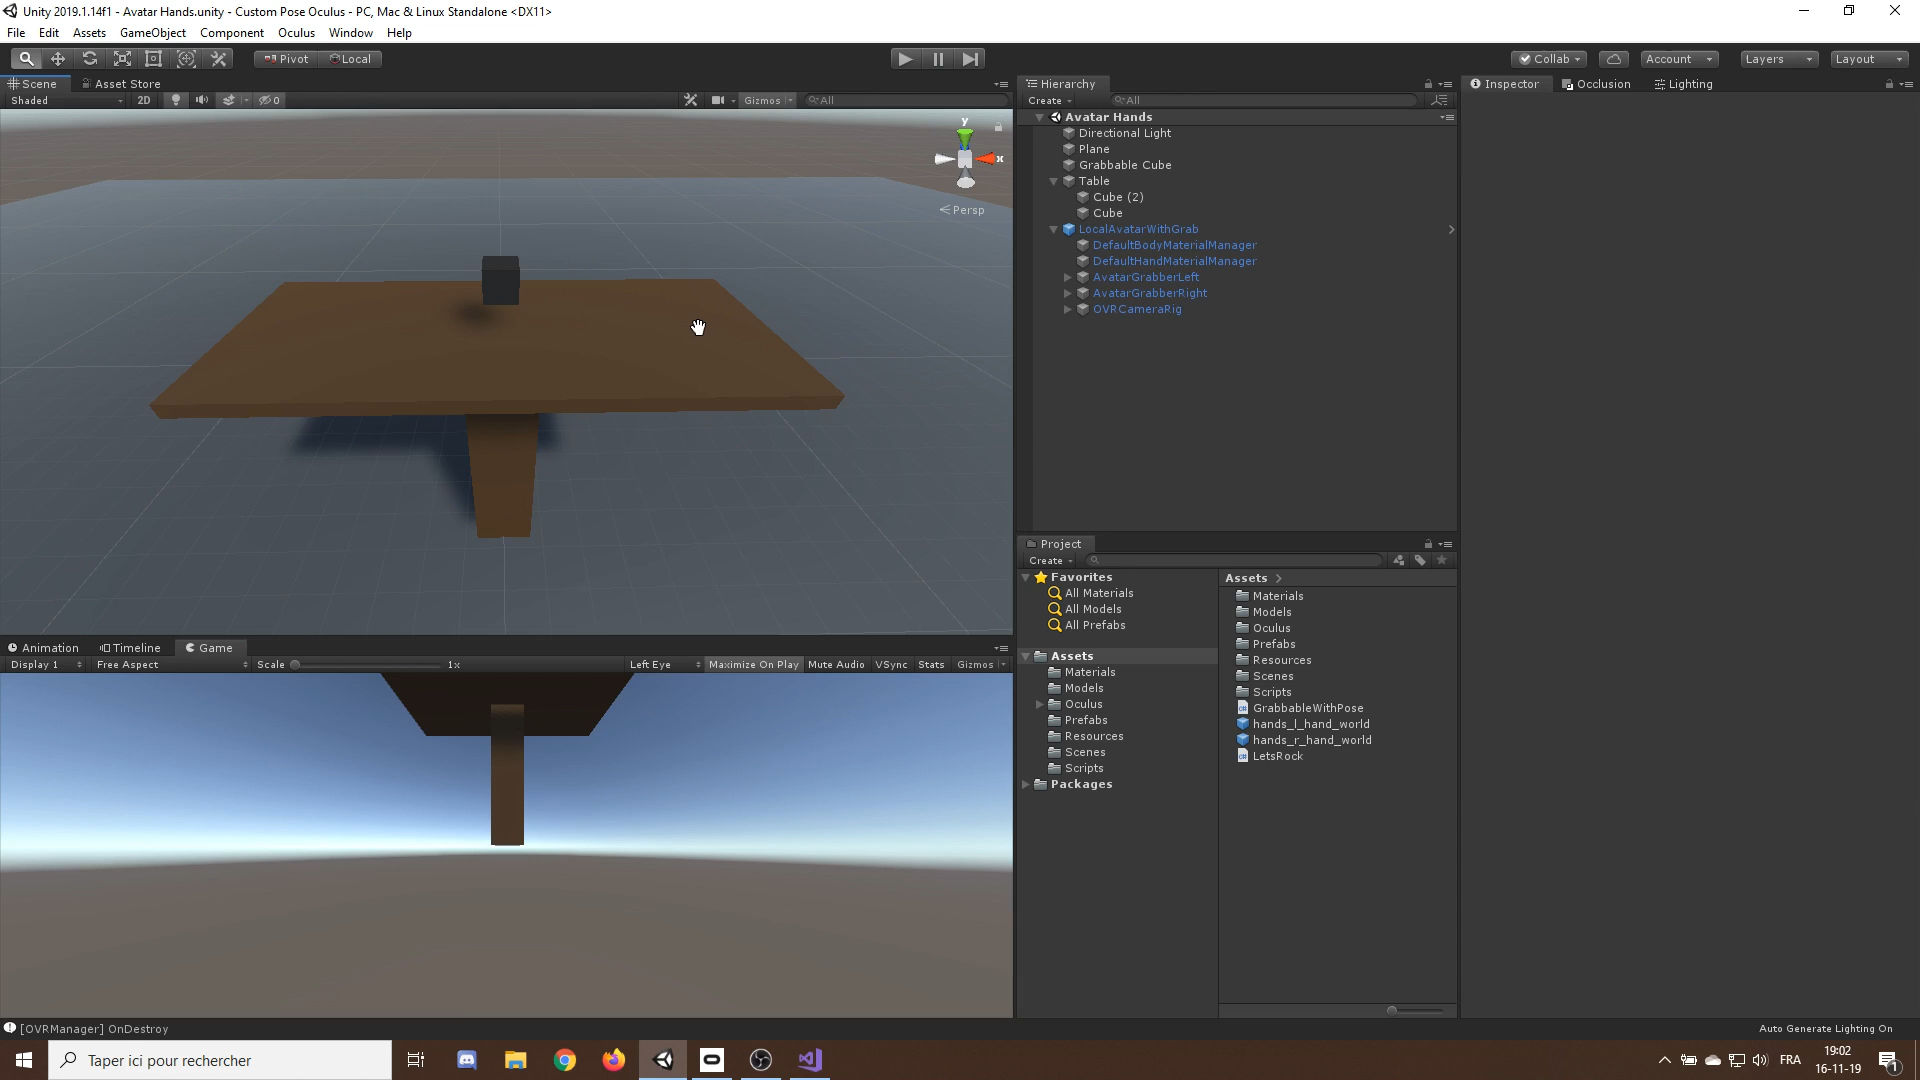 Unity 2019.1.14f1 - Avatar Hands.unity - Custom Pose Oculus - PC, Mac & Linux Standalone <DX11>
File Edit Assets GameObject Component Oculus Window Help
Pivot Local Collab Account Layers Layout
Scene Asset Store
Shaded 2D 0 Gizmos All
y
x
Persp
Hierarchy
Create All
Avatar Hands
Directional Light
Plane
Grabbable Cube
Table
Cube (2)
Cube
LocalAvatarWithGrab
DefaultBodyMaterialManager
DefaultHandMaterialManager
AvatarGrabberLeft
AvatarGrabberRight
OVRCameraRig
Inspector Occlusion Lighting
Project
Create
Favorites
All Materials
All Models
All Prefabs
Assets
Materials
Models
Oculus
Prefabs
Resources
Scenes
Scripts
Packages
Assets
Materials
Models
Oculus
Prefabs
Resources
Scenes
Scripts
GrabbableWithPose
hands_l_hand_world
hands_r_hand_world
LetsRock
Animation Timeline Game
Display 1 Free Aspect Scale 1x Left Eye Maximize On Play Mute Audio VSync Stats Gizmos
[OVRManager] OnDestroy
Auto Generate Lighting On
Taper ici pour rechercher
FRA
19:02
16-11-19
1